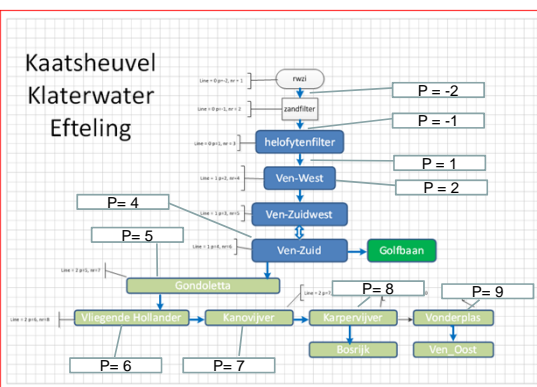 Kaatsheuvel
Klaterwater
Efteling
rwzi
P = -2
zandfilter
P = -1
helofytenfilter
P = 1
Ven-West
P = 2
P= 4
Ven-Zuidwest
P= 5
Ven-Zuid
Golfbaan
Gondoletta
P= 8
P= 9
Vliegende Hollander
Kanovijver
Karpervijver
Vonderplas
Bosrijk
Ven_Oost
P= 6
P= 7